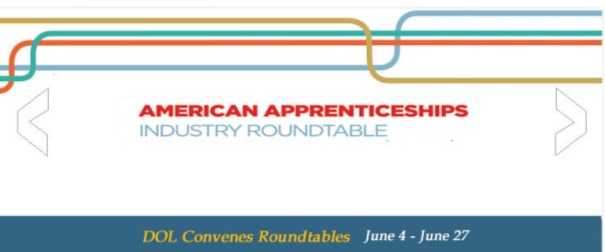 AMERICAN APPRENTICESHIPS
INDUSTRY ROUNDTABLE
DOL Convenes Roundtables June 4 - June 27